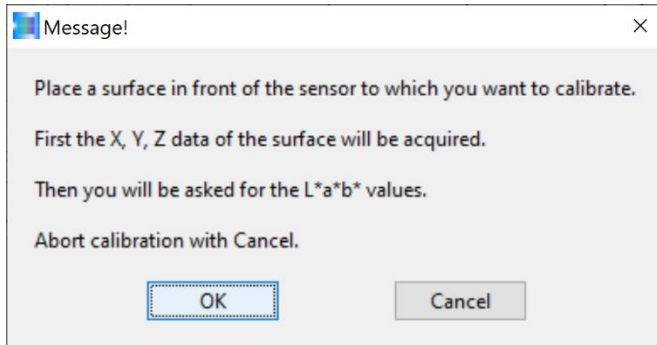 Message!
Place a surface in front of the sensor to which you want to calibrate.
First the X, Y, Z data of the surface will be acquired.
Then you will be asked for the L*a*b* values.
Abort calibration with Cancel.
OK Cancel